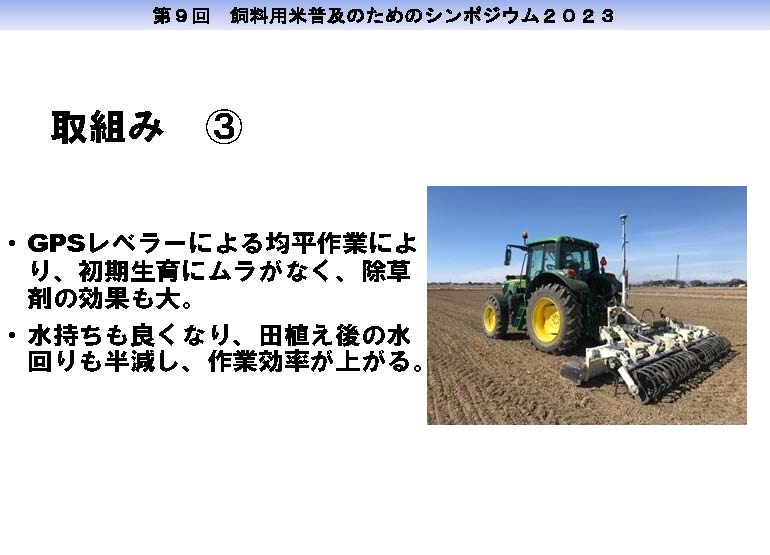 第９回　飼料用米普及のためのシンポジウム２０２３
取組み　③
・GPSレベラーによる均平作業によ
り、初期生育にムラがなく、除草
剤の効果も大。
・水持ちも良くなり、田植え後の水
回りも半減し、作業効率が上がる。